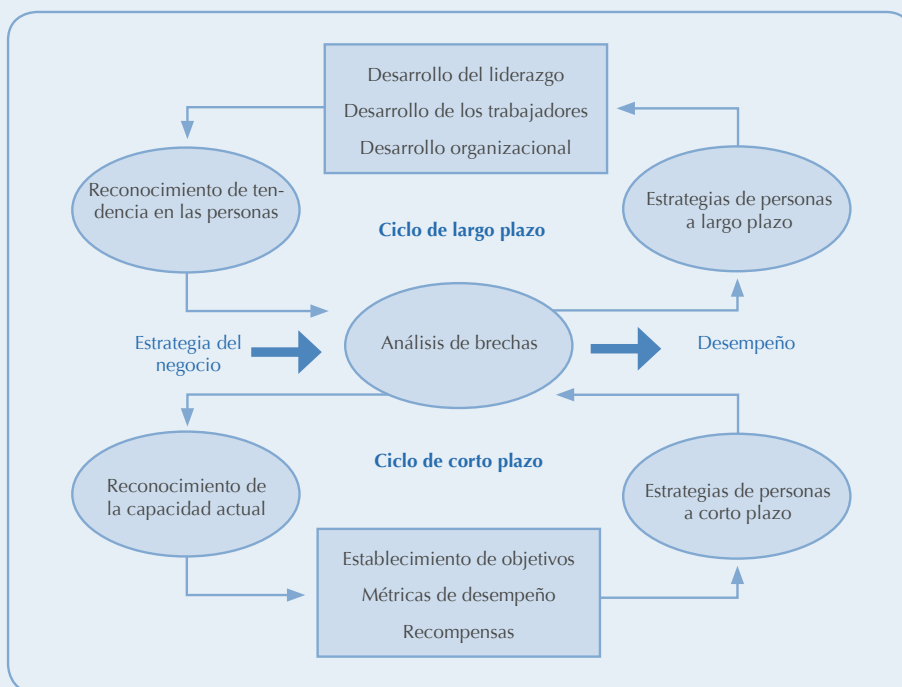 Desarrollo del liderazgo
Desarrollo de los trabajadores
Desarrollo organizacional
Reconocimiento de ten-
dencia en las personas
Estrategias de personas
a largo plazo
Ciclo de largo plazo
Estrategia del
negocio
Análisis de brechas
Desempeño
Ciclo de corto plazo
Reconocimiento de
la capacidad actual
Estrategias de personas
a corto plazo
Establecimiento de objetivos
Métricas de desempeño
Recompensas